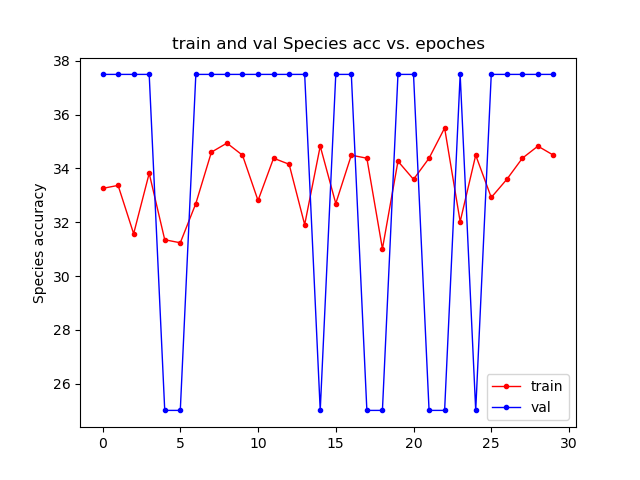 train and val Species acc vs. epoches
Species accuracy
38
36
34
32
30
28
26
0 5 10 15 20 25 30
train
val